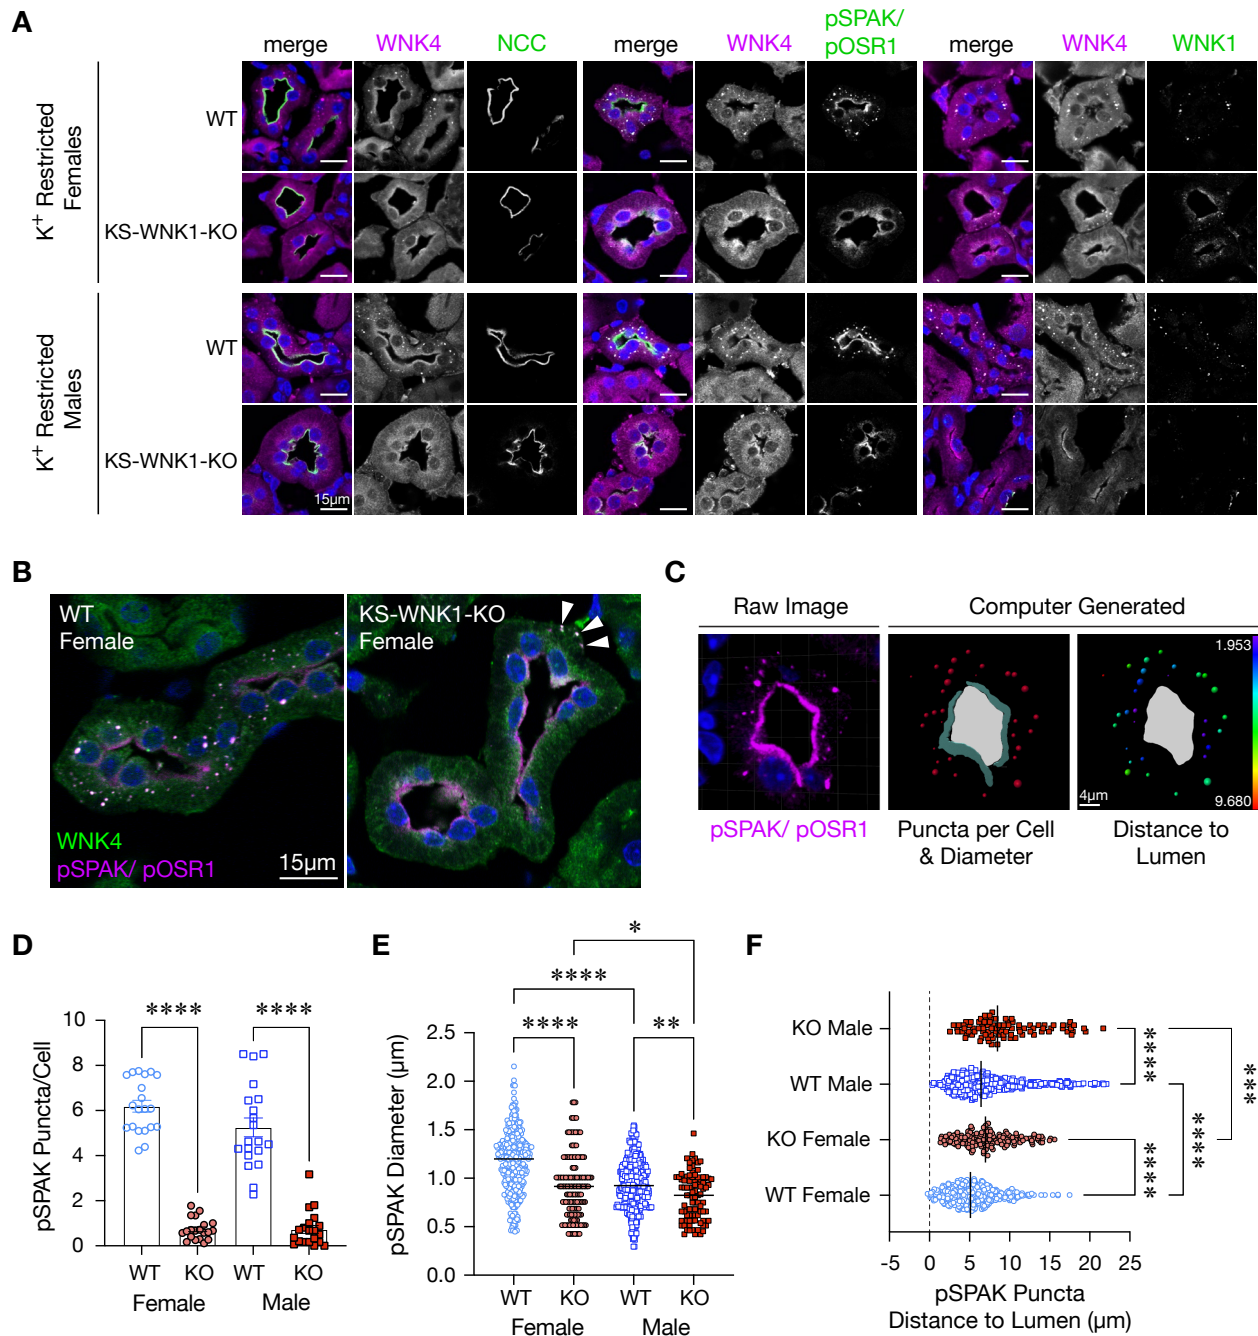 A
merge WNK4 NCC merge WNK4 pSPAK/ pOSR1 merge WNK4 WNK1
K+ Restricted Females
WT
KS-WNK1-KO
K+ Restricted Males
WT
KS-WNK1-KO
15µm
B
WT Female
KS-WNK1-KO Female
WNK4
pSPAK/ pOSR1
15µm
C
Raw Image
Computer Generated
1.953
9.680
4µm
pSPAK/ pOSR1
Puncta per Cell & Diameter
Distance to Lumen
D
pSPAK Puncta/Cell
10
8
6
4
2
0
**** ****
WT KO WT KO
Female Male
E
pSPAK Diameter (µm)
2.5
2.0
1.5
1.0
0.5
0.0
*
****
**** **
WT KO WT KO
Female Male
F
KO Male
WT Male
KO Female
WT Female
****
****
****
***
-5 0 5 10 15 20 25
pSPAK Puncta
Distance to Lumen (µm)